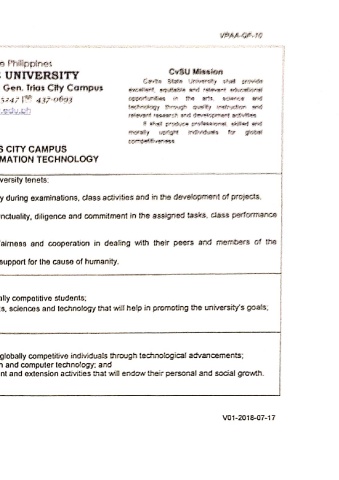 VPAA-QF-10
e Philippines
UNIVERSITY
Gen. Trias City Campus
5247 | 437-0693
.edu.ph
CvSU Mission
Cavite State University shall provide
excellent, equitable and relevant educational
opportunities in the arts, science and
technology through quality instruction and
relevant research and development activities.
It shall produce professional, skilled and
morally upright individuals for global
competitiveness
S CITY CAMPUS
RMATION TECHNOLOGY
versity tenets:
y during examinations, class activities and in the development of projects.
nctuality, diligence and commitment in the assigned tasks, class performance
fairness and cooperation in dealing with their peers and members of the
support for the cause of humanity.
ally competitive students;
s, sciences and technology that will help in promoting the university's goals;
globally competitive individuals through technological advancements;
n and computer technology; and
nt and extension activities that will endow their personal and social growth.
V01-2018-07-17